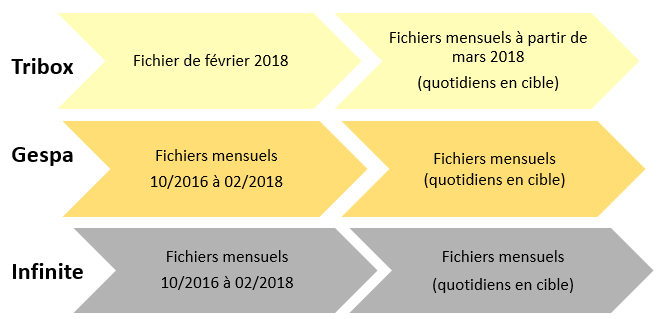 Tribox
Fichier de février 2018
Fichiers mensuels à partir de
mars 2018
(quotidiens en cible)
Gespa
Fichiers mensuels
10/2016 à 02/2018
Fichiers mensuels
(quotidiens en cible)
Infinite
Fichiers mensuels
10/2016 à 02/2018
Fichiers mensuels
(quotidiens en cible)